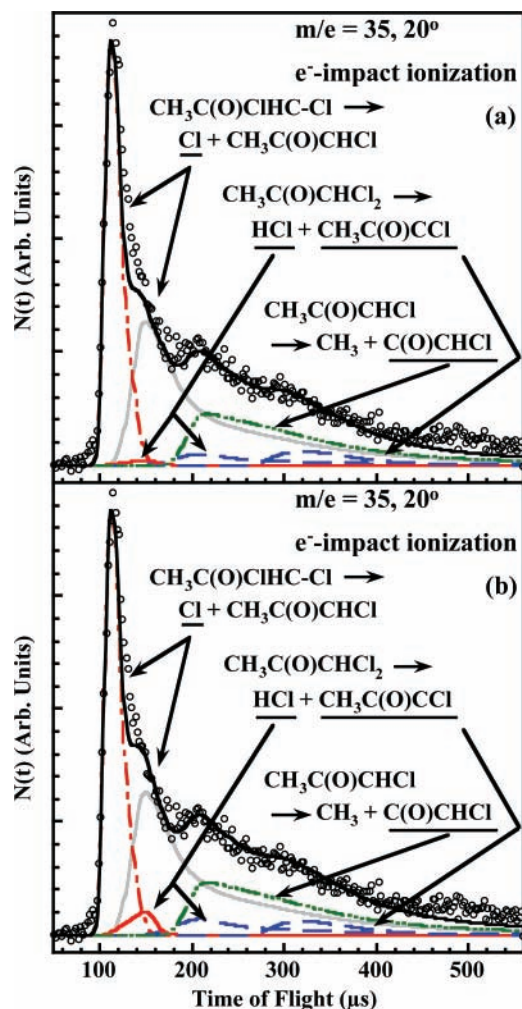 m/e = 35, 20º
e⁻-impact ionization
CH₃C(O)ClHC-Cl →
(a)
Cl + CH₃C(O)CHCl
CH₃C(O)CHCl₂ →
HCl + CH₃C(O)CCl
CH₃C(O)CHCl
→ CH₃ + C(O)CHCl
N(t) (Arb. Units)
m/e = 35, 20º
e⁻-impact ionization
CH₃C(O)ClHC-Cl →
(b)
Cl + CH₃C(O)CHCl
CH₃C(O)CHCl₂ →
HCl + CH₃C(O)CCl
CH₃C(O)CHCl
→ CH₃ + C(O)CHCl
N(t) (Arb. Units)
100 200 300 400 500
Time of Flight (µs)